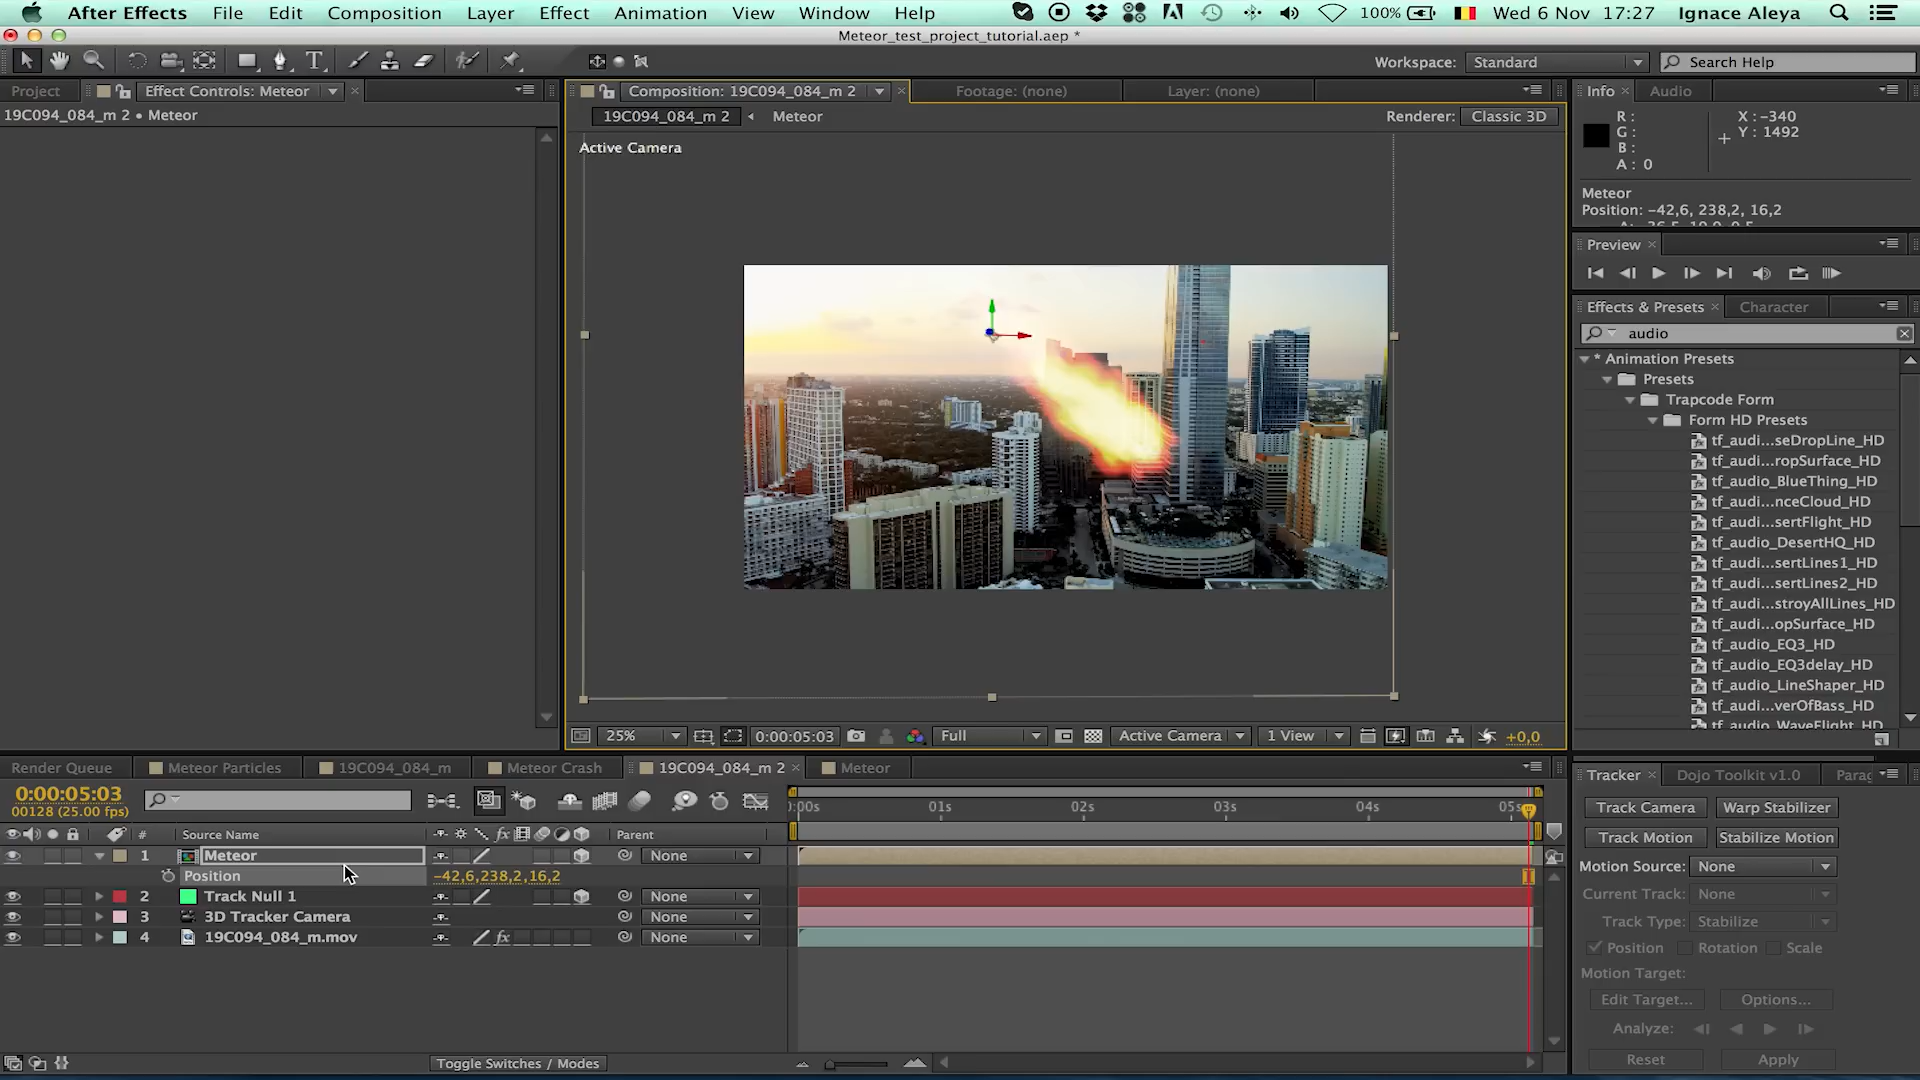 After Effects File Edit Composition Layer Effect Animation View Window Help 100% Wed 6 Nov 17:27 Ignace Aleya
Meteor_test_project_tutorial.aep *
Workspace: Standard Search Help
Project Effect Controls: Meteor Composition: 19C094_084_m 2 Footage: (none) Layer: (none) Info Audio
19C094_084_m 2 • Meteor
19C094_084_m 2 Meteor Renderer: Classic 3D
Active Camera
R :
G :
B :
A : 0
X : -340
Y : 1492
Meteor
Position: -42,6, 238,2, 16,2
Preview
Effects & Presets Character
audio
* Animation Presets
Presets
Trapcode Form
Form HD Presets
tf_audi...seDropLine_HD
tf_audi...ropSurface_HD
tf_audio_BlueThing_HD
tf_audi...nceCloud_HD
tf_audi...sertFlight_HD
tf_audio_DesertHQ_HD
tf_audi...sertLines1_HD
tf_audi...sertLines2_HD
tf_audi...stroyAllLines_HD
tf_audi...opSurface_HD
tf_audio_EQ3_HD
tf_audio_EQ3delay_HD
tf_audio_LineShaper_HD
tf_audi...verOfBass_HD
tf_audio_WaveFlight_HD
25% 0:00:05:03 Full Active Camera 1 View +0,0
Render Queue Meteor Particles 19C094_084_m Meteor Crash 19C094_084_m 2 Meteor
0:00:05:03
00128 (25.00 fps)
:00s 01s 02s 03s 04s 05s
# Source Name fx Parent
1 Meteor None
Position -42,6,238,2,16,2
2 Track Null 1 None
3 3D Tracker Camera None
4 19C094_084_m.mov fx None
Toggle Switches / Modes
Tracker Dojo Toolkit v1.0 Parag
Track Camera Warp Stabilizer
Track Motion Stabilize Motion
Motion Source: None
Current Track: None
Track Type: Stabilize
Position Rotation Scale
Motion Target:
Edit Target... Options...
Analyze:
Reset Apply